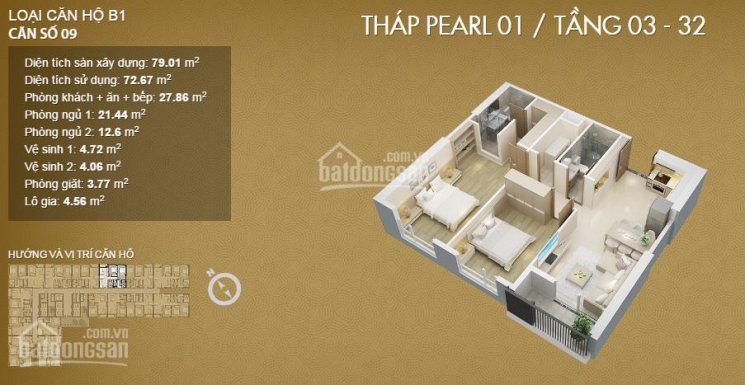 LOẠI CĂN HỘ B1
CĂN SỐ 09
THÁP PEARL 01 / TẦNG 03 - 32
Diện tích sàn xây dựng: 79.01 m²
Diện tích sử dụng: 72.67 m²
Phòng khách + ăn + bếp: 27.86 m²
Phòng ngủ 1: 21.44 m²
Phòng ngủ 2: 12.6 m²
Vệ sinh 1: 4.72 m²
Vệ sinh 2: 4.06 m²
Phòng giặt: 3.77 m²
Lô gia: 4.56 m²
HƯỚNG VÀ VỊ TRÍ CĂN HỘ
.com.vn
batdongsan
.com.vn
batdongsan